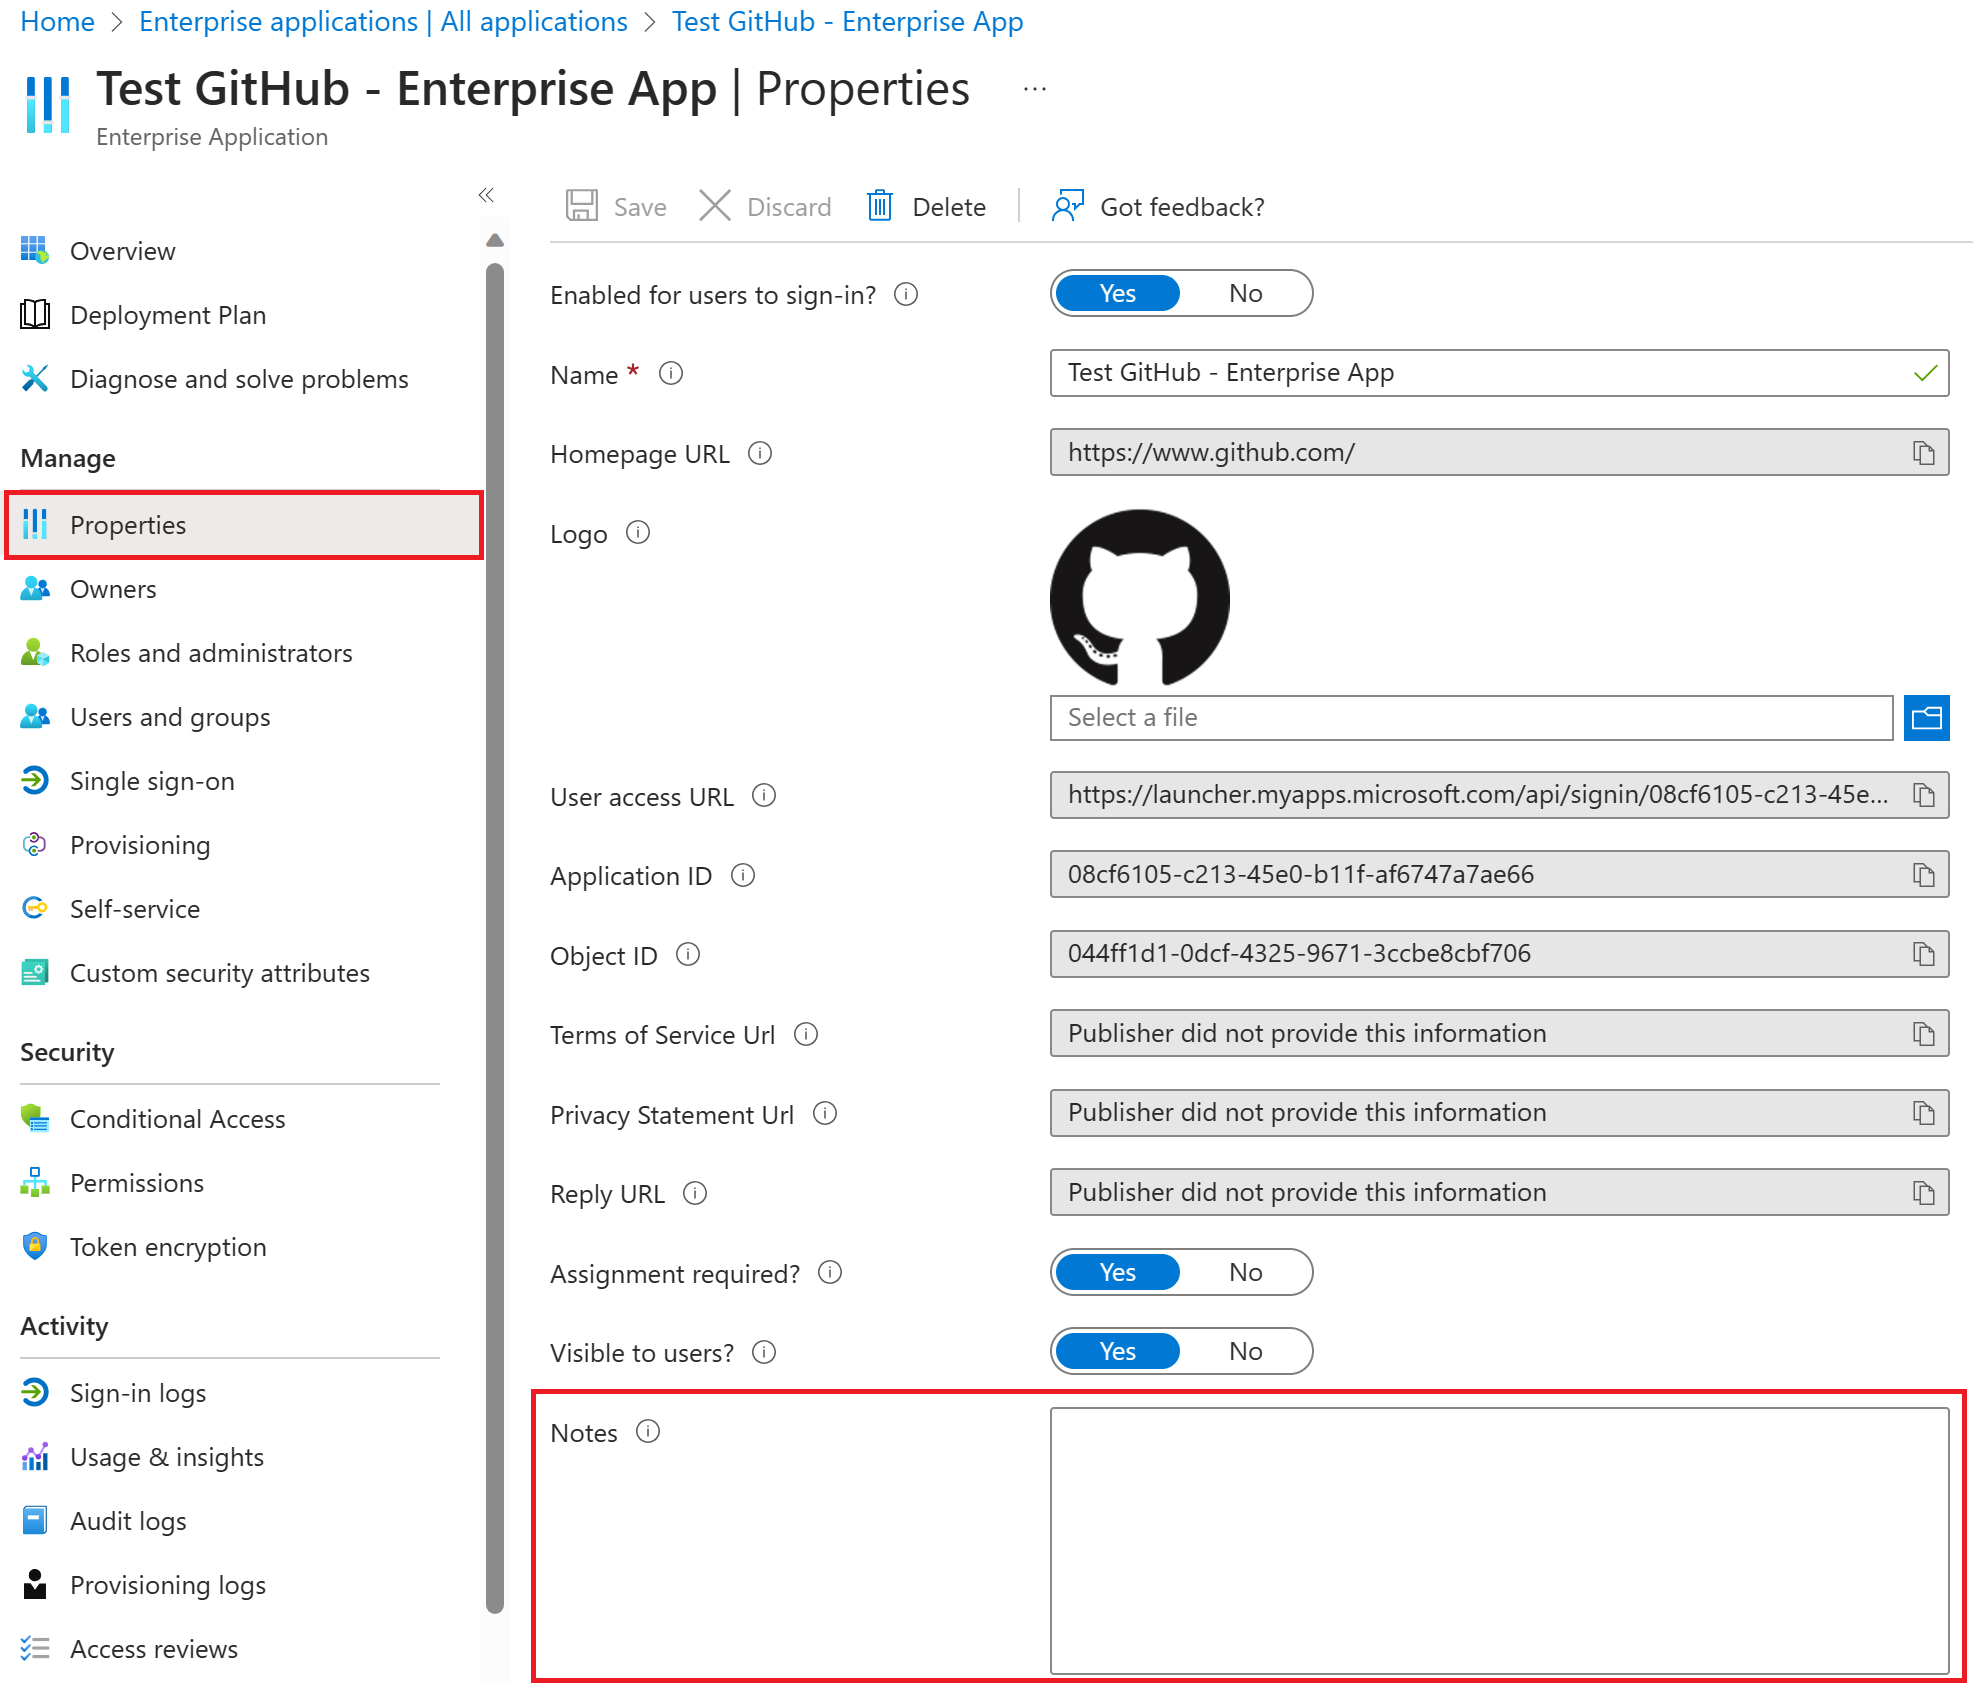 Home > Enterprise applications | All applications > Test GitHub - Enterprise App
Test GitHub - Enterprise App | Properties ...
Enterprise Application
«
Overview
Deployment Plan
Diagnose and solve problems
Manage
Properties
Owners
Roles and administrators
Users and groups
Single sign-on
Provisioning
Self-service
Custom security attributes
Security
Conditional Access
Permissions
Token encryption
Activity
Sign-in logs
Usage & insights
Audit logs
Provisioning logs
Access reviews
Save Discard Delete Got feedback?
Enabled for users to sign-in? Yes No
Name * Test GitHub - Enterprise App
Homepage URL https://www.github.com/
Logo
Select a file
User access URL https://launcher.myapps.microsoft.com/api/signin/08cf6105-c213-45e...
Application ID 08cf6105-c213-45e0-b11f-af6747a7ae66
Object ID 044ff1d1-0dcf-4325-9671-3ccbe8cbf706
Terms of Service Url Publisher did not provide this information
Privacy Statement Url Publisher did not provide this information
Reply URL Publisher did not provide this information
Assignment required? Yes No
Visible to users? Yes No
Notes